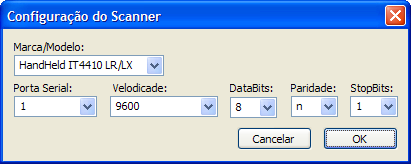 Configuração do Scanner
Marca/Modelo:
HandHeld IT4410 LR/LX
Porta Serial: Velodicade: DataBits: Paridade: StopBits:
1 9600 8 n 1
Cancelar OK